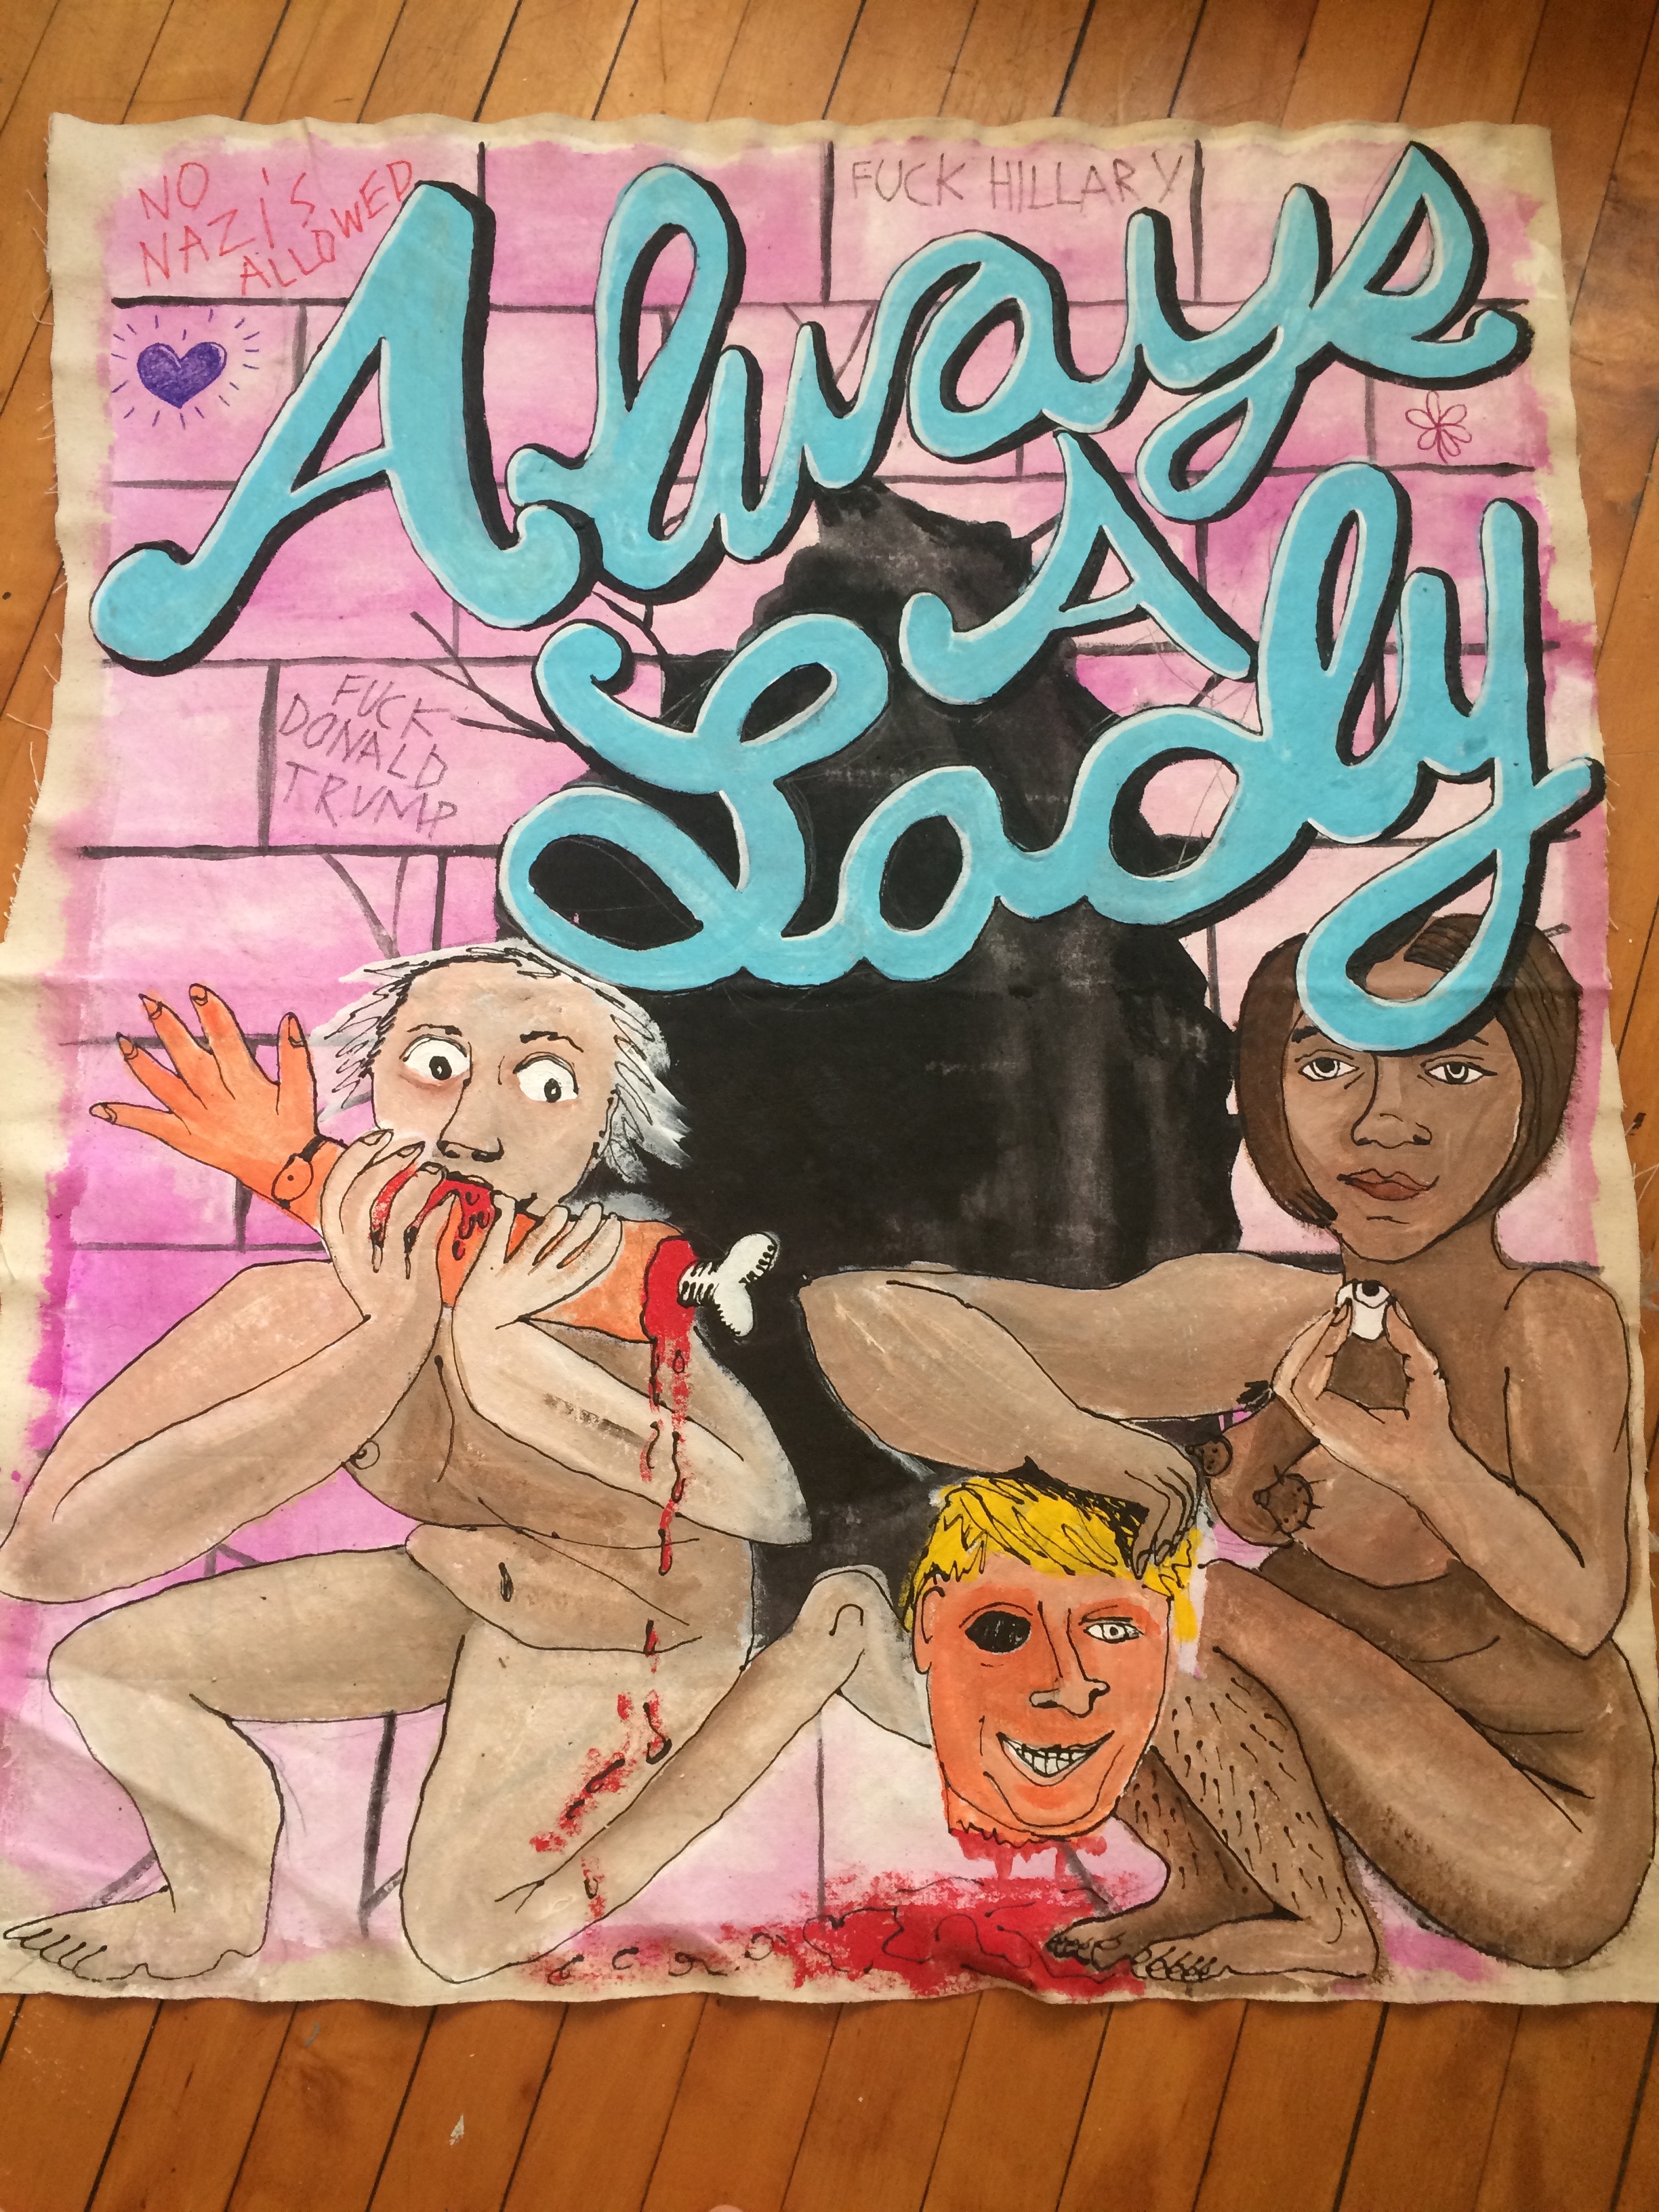 NO
NAZiS
ALLOWED
FUCK HILLARY
Always
A
Lady
FUCK
DONALD
TRUMP